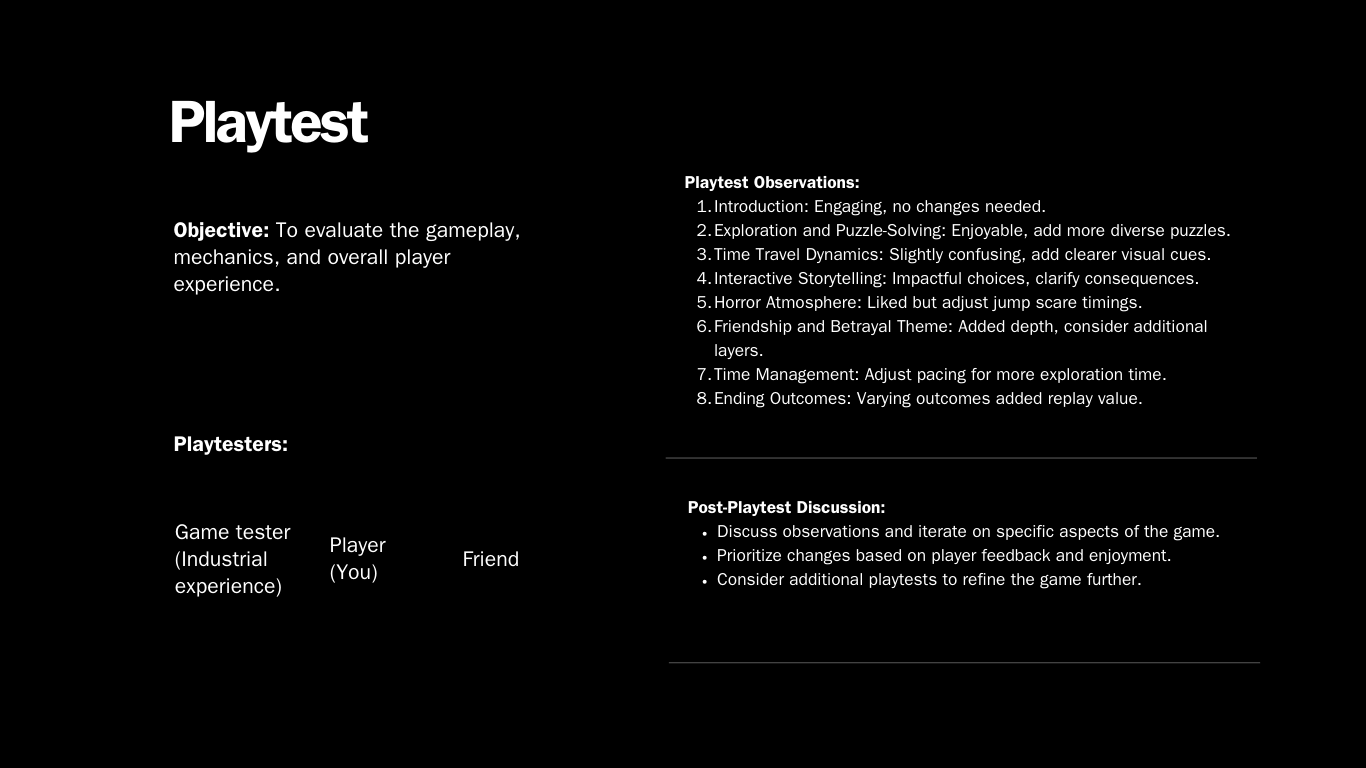 Playtest
Objective: To evaluate the gameplay,
mechanics, and overall player
experience.
Playtesters:
Game tester
(Industrial
experience)
Player
(You)
Friend
Playtest Observations:
1. Introduction: Engaging, no changes needed.
2. Exploration and Puzzle-Solving: Enjoyable, add more diverse puzzles.
3. Time Travel Dynamics: Slightly confusing, add clearer visual cues.
4. Interactive Storytelling: Impactful choices, clarify consequences.
5. Horror Atmosphere: Liked but adjust jump scare timings.
6. Friendship and Betrayal Theme: Added depth, consider additional
layers.
7. Time Management: Adjust pacing for more exploration time.
8. Ending Outcomes: Varying outcomes added replay value.
Post-Playtest Discussion:
• Discuss observations and iterate on specific aspects of the game.
• Prioritize changes based on player feedback and enjoyment.
• Consider additional playtests to refine the game further.